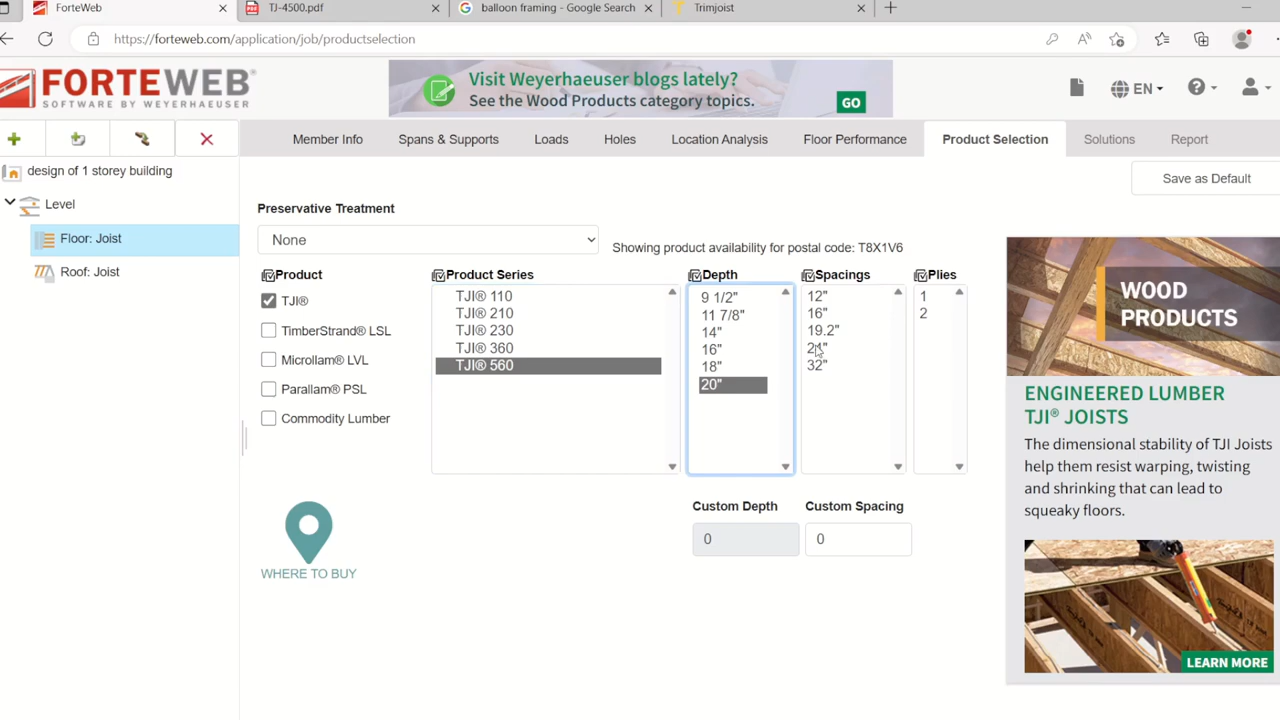 ForteWeb
TJ-4500.pdf
balloon framing - Google Search
Trimjoist
https://forteweb.com/application/job/productselection
FORTEWEB®
SOFTWARE BY WEYERHAEUSER
Visit Weyerhaeuser blogs lately?
See the Wood Products category topics.
GO
EN
Member Info
Spans & Supports
Loads
Holes
Location Analysis
Floor Performance
Product Selection
Solutions
Report
design of 1 storey building
Level
Floor: Joist
Roof: Joist
Save as Default
Preservative Treatment
None
Showing product availability for postal code: T8X1V6
Product
TJI®
TimberStrand® LSL
Microllam® LVL
Parallam® PSL
Commodity Lumber
Product Series
TJI® 110
TJI® 210
TJI® 230
TJI® 360
TJI® 560
Depth
9 1/2"
11 7/8"
14"
16"
18"
20"
Spacings
12"
16"
19.2"
24"
32"
Plies
1
2
Custom Depth
0
Custom Spacing
0
WHERE TO BUY
WOOD
PRODUCTS
ENGINEERED LUMBER
TJI® JOISTS
The dimensional stability of TJI Joists
help them resist warping, twisting
and shrinking that can lead to
squeaky floors.
LEARN MORE